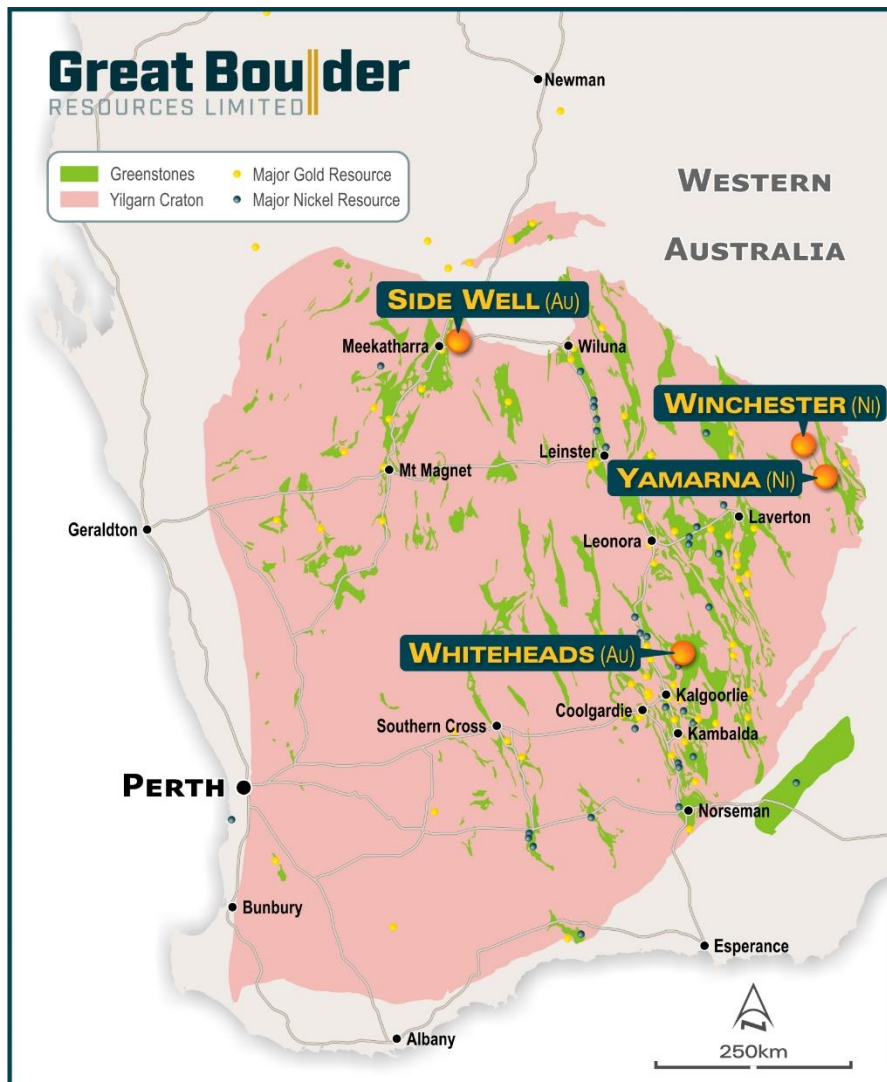 Great Boulder
RESOURCES LIMITED
Greenstones
Major Gold Resource
Yilgarn Craton
Major Nickel Resource
Newman
WESTERN
AUSTRALIA
SIDE WELL (AU)
Meekatharra
Wiluna
WINCHESTER (NI)
Leinster
YAMARNA (NI)
Mt Magnet
Geraldton
Laverton
Leonora
WHITEHEADS (AU)
Kalgoorlie
Coolgardie
Southern Cross
Kambalda
PERTH
Norseman
Bunbury
Esperance
Albany
N
250km